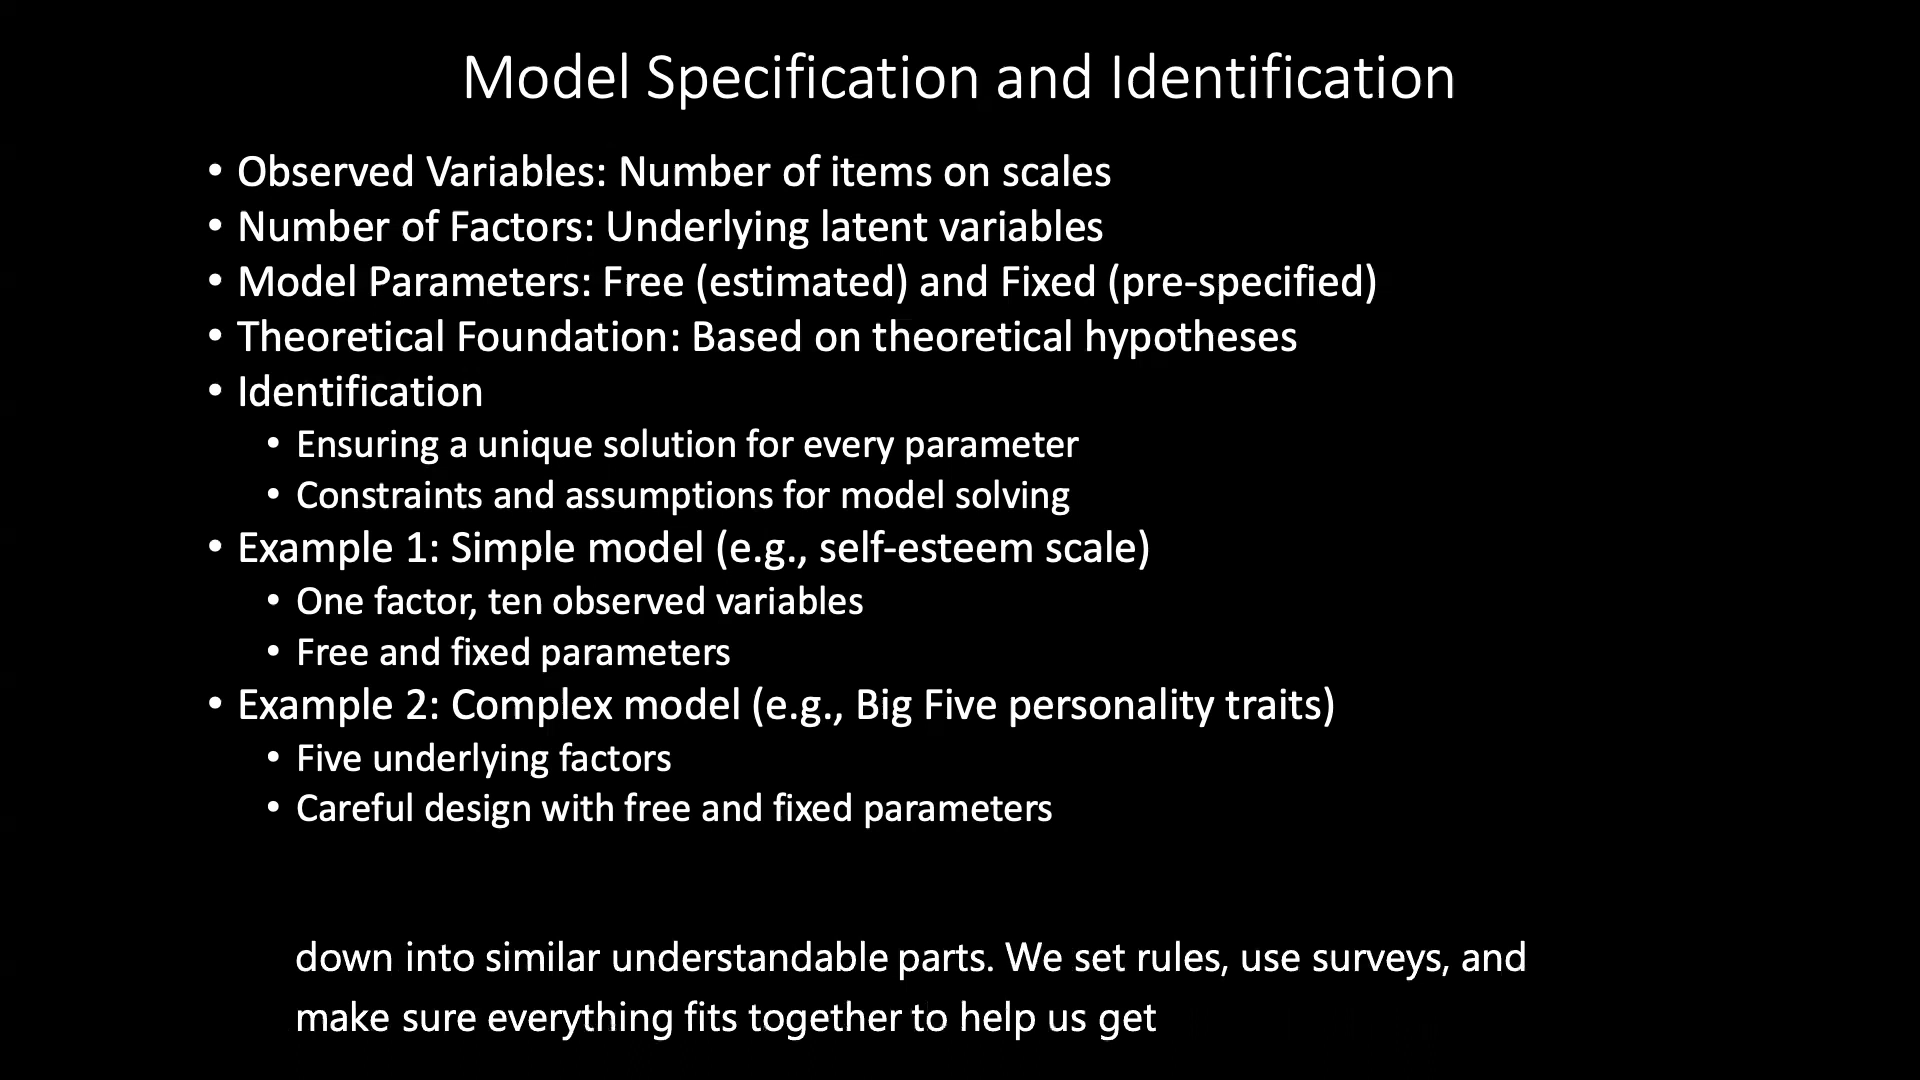 Model Specification and Identification
• Observed Variables: Number of items on scales
• Number of Factors: Underlying latent variables
• Model Parameters: Free (estimated) and Fixed (pre-specified)
• Theoretical Foundation: Based on theoretical hypotheses
• Identification
• Ensuring a unique solution for every parameter
• Constraints and assumptions for model solving
• Example 1: Simple model (e.g., self-esteem scale)
• One factor, ten observed variables
• Free and fixed parameters
• Example 2: Complex model (e.g., Big Five personality traits)
• Five underlying factors
• Careful design with free and fixed parameters
down into similar understandable parts. We set rules, use surveys, and
make sure everything fits together to help us get